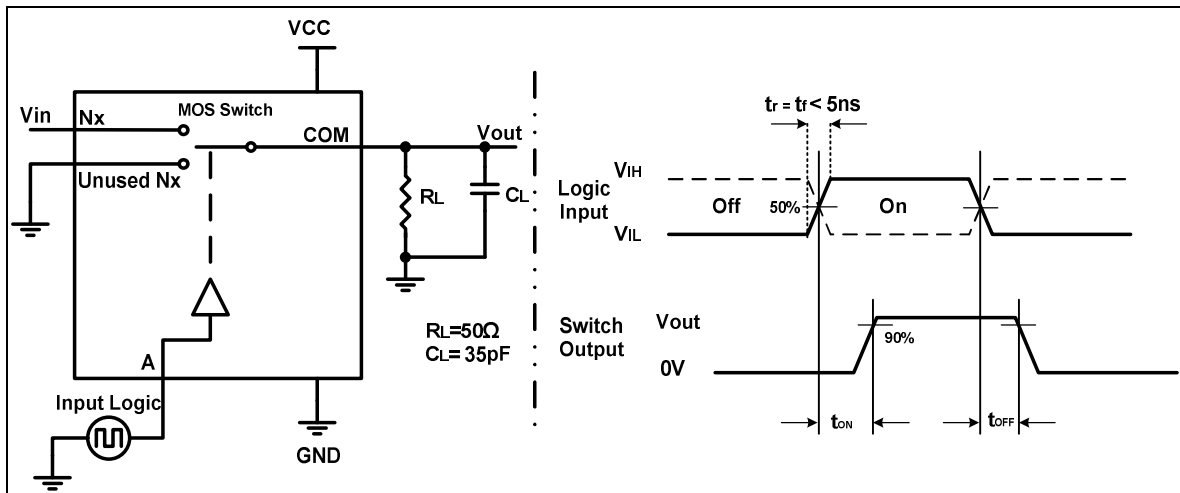 VCC
Vin
Nx
MOS Switch
COM
Vout
Unused Nx
RL
CL
A
Input Logic
GND
RL=50Ω
CL= 35pF
tr = tf < 5ns
Logic
Input
VIH
VIL
Off
50%
On
Switch
Output
Vout
0V
90%
tON
tOFF